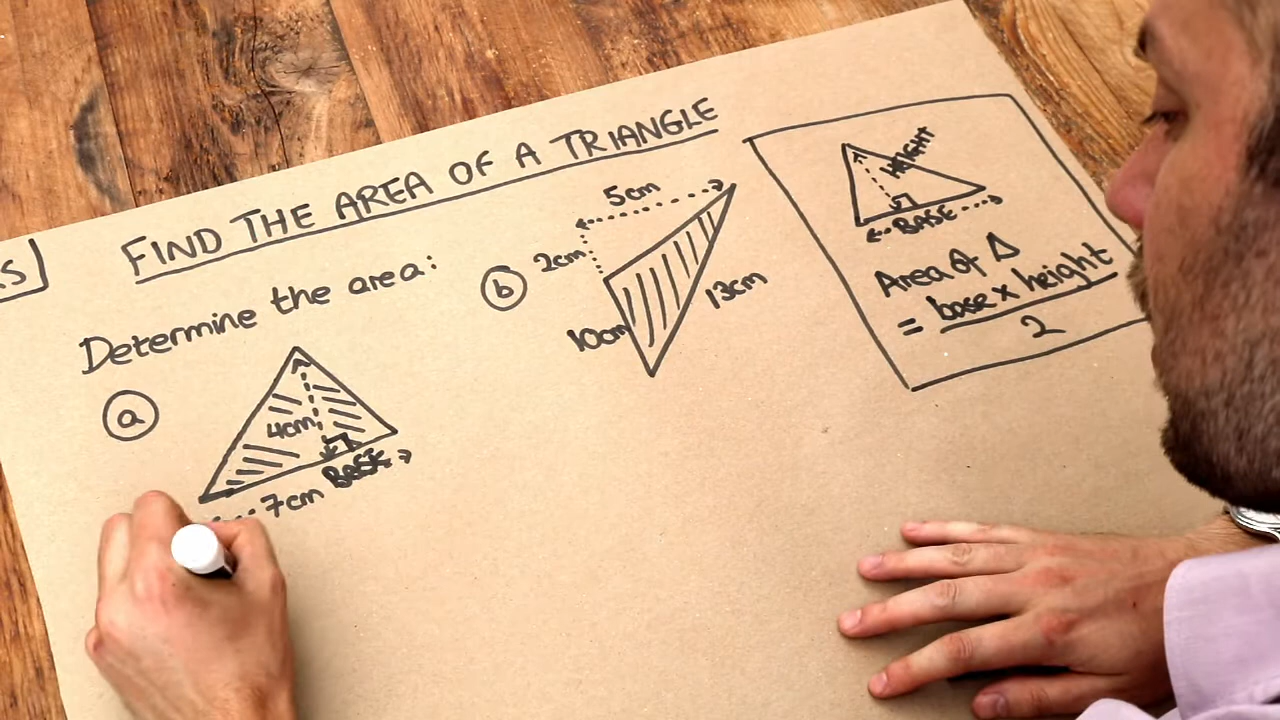 FIND THE AREA OF A TRIANGLE
Determine the area:
a
4cm
BASE
7cm
b
5cm
2cm
10cm
13cm
HEIGHT
BASE
Area of Δ
= base x height
2